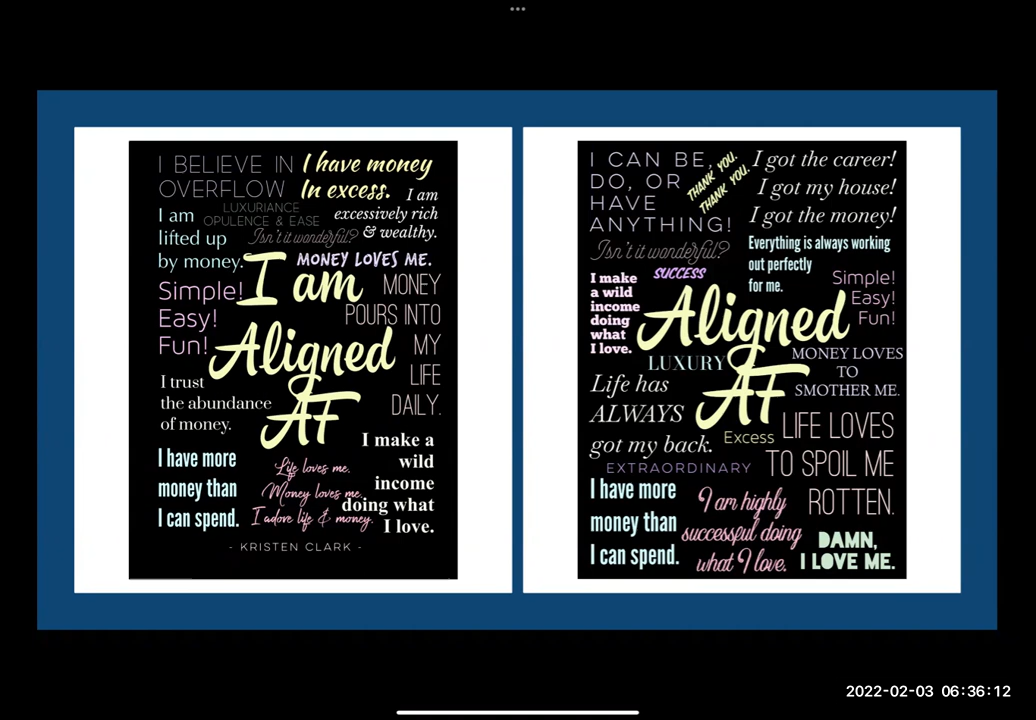 I BELIEVE IN
OVERFLOW
I have money
In excess.
I am
lifted up
by money.
LUXURIANCE
OPULENCE & EASE
Isn't it wonderful?
I am
excessively rich
& wealthy.
MONEY LOVES ME.
Simple!
Easy!
Fun!
I am
Aligned
AF
MONEY
POURS INTO
MY
LIFE
DAILY.
I trust
the abundance
of money.
I have more
money than
I can spend.
Life loves me.
Money loves me.
I adore life & money.
I make a
wild
income
doing what
I love.
- KRISTEN CLARK -
I CAN BE,
DO, OR
HAVE
ANYTHING!
THANK YOU.
THANK YOU.
I got the career!
I got my house!
I got the money!
Isn't it wonderful?
SUCCESS
Everything is always working
out perfectly
for me.
I make
a wild
income
doing
what
I love.
Simple!
Easy!
Fun!
Aligned
AF
LUXURY
MONEY LOVES
TO
SMOTHER ME.
Life has
ALWAYS
got my back.
Excess
EXTRAORDINARY
LIFE LOVES
TO SPOIL ME
ROTTEN.
I have more
money than
I can spend.
I am highly
successful doing
what I love.
DAMN,
I LOVE ME.
2022-02-03 06:36:12